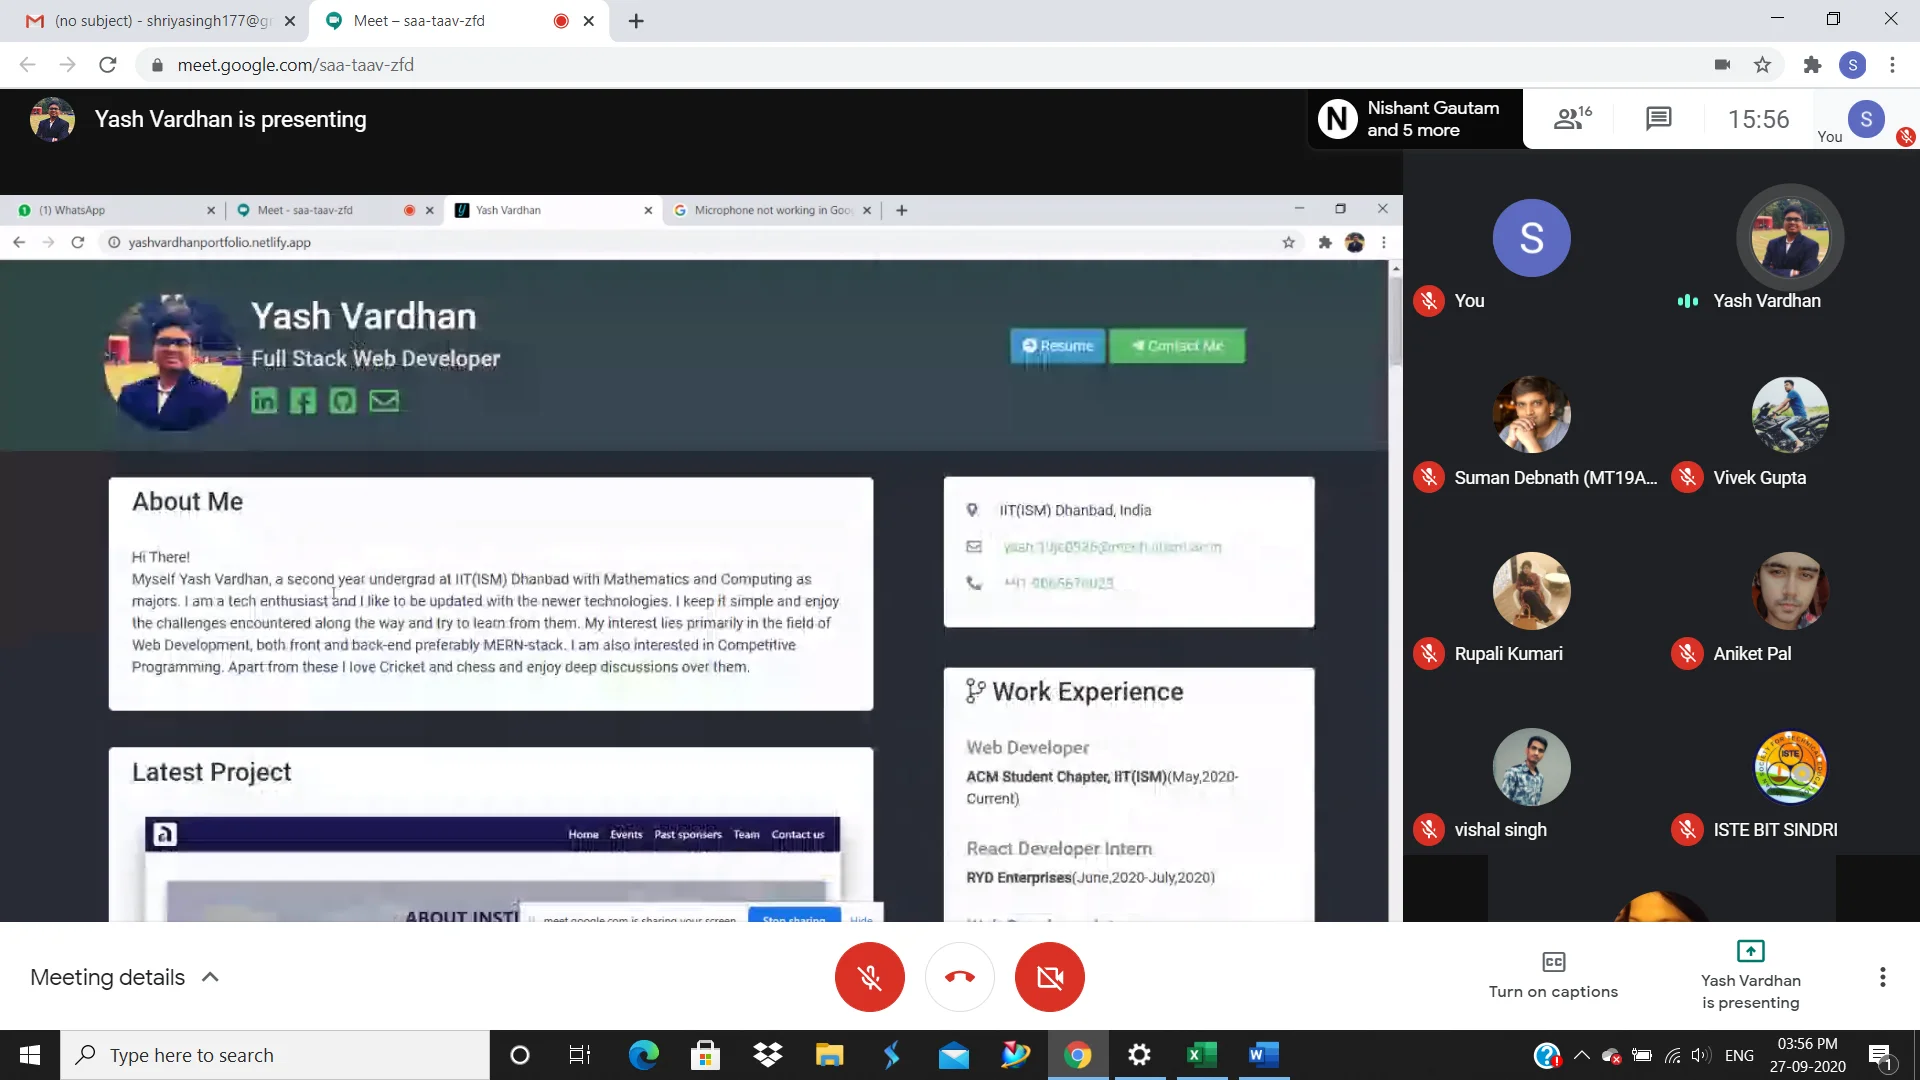 (no subject) - shriyasingh177@g
Meet – saa-taav-zfd
meet.google.com/saa-taav-zfd
S
Yash Vardhan is presenting
N
Nishant Gautam
and 5 more
16
15:56
You
S
(1) WhatsApp
Meet - saa-taav-zfd
Yash Vardhan
Microphone not working in Goo
yashvardhanportfolio.netlify.app
Yash Vardhan
Full Stack Web Developer
Resume
Contact Me
About Me
Hi There!
Myself Yash Vardhan, a second year undergrad at IIT(ISM) Dhanbad with Mathematics and Computing as
majors. I am a tech enthusiast and I like to be updated with the newer technologies. I keep it simple and enjoy
the challenges encountered along the way and try to learn from them. My interest lies primarily in the field of
Web Development, both front and back-end preferably MERN-stack. I am also interested in Competitive
Programming. Apart from these I love Cricket and chess and enjoy deep discussions over them.
Latest Project
Home Events Past sponsers Team Contact us
ABOUT INSTI
meet.google.com is sharing your screen.
Stop sharing
Hide
IIT(ISM) Dhanbad, India
Work Experience
Web Developer
ACM Student Chapter, IIT(ISM)(May,2020-
Current)
React Developer Intern
RYD Enterprises(June,2020-July,2020)
S
You
Yash Vardhan
Suman Debnath (MT19A...
Vivek Gupta
Rupali Kumari
Aniket Pal
vishal singh
ISTE
ISTE BIT SINDRI
Meeting details
CC
Turn on captions
Yash Vardhan
is presenting
Type here to search
ENG
03:56 PM
27-09-2020
1